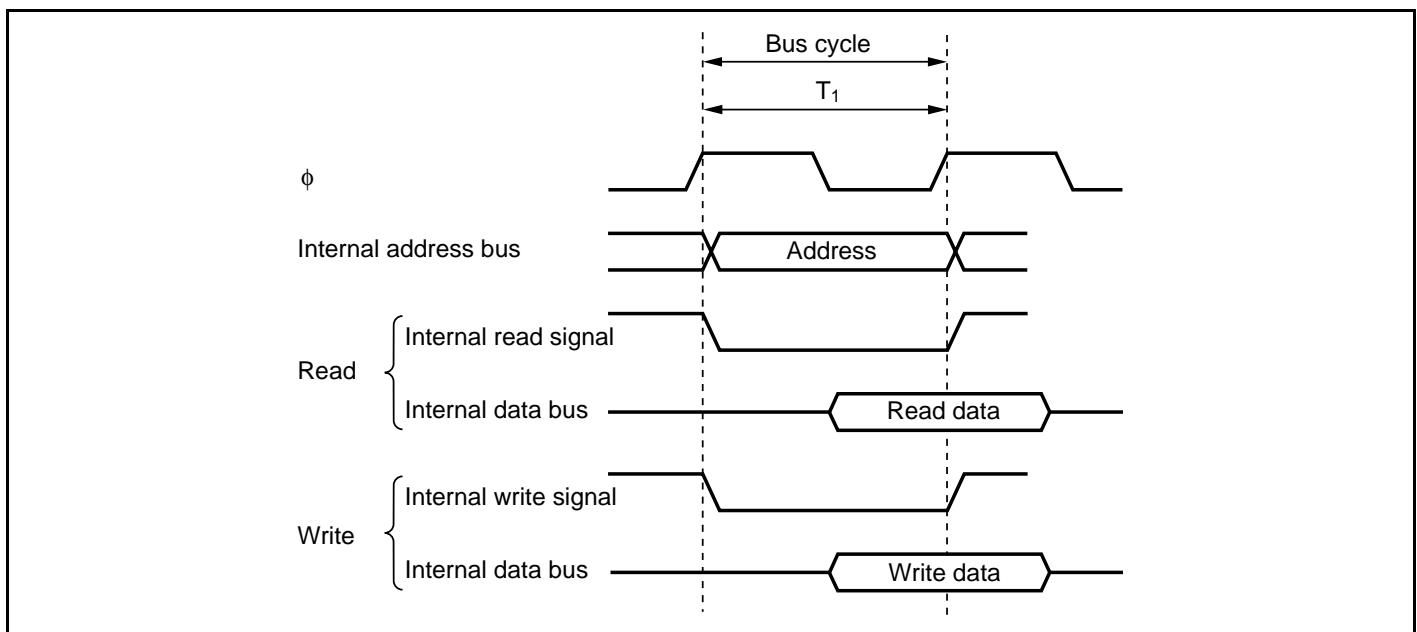 Bus cycle
T₁
ϕ
Internal address bus
Address
Read
Internal read signal
Internal data bus
Read data
Write
Internal write signal
Internal data bus
Write data